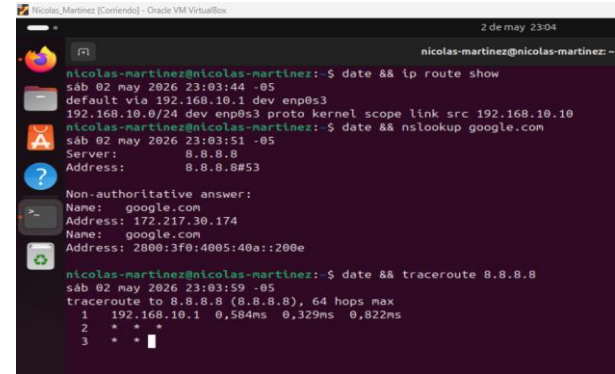 Nicolas_Martinez [Corriendo] - Oracle VM VirtualBox
2 de may 23:04
nicolas-martinez@nicolas-martinez: ~
nicolas-martinez@nicolas-martinez:~$ date && ip route show
sáb 02 may 2026 23:03:44 -05
default via 192.168.10.1 dev enp0s3
192.168.10.0/24 dev enp0s3 proto kernel scope link src 192.168.10.10
nicolas-martinez@nicolas-martinez:~$ date && nslookup google.com
sáb 02 may 2026 23:03:51 -05
Server: 8.8.8.8
Address: 8.8.8.8#53
Non-authoritative answer:
Name: google.com
Address: 172.217.30.174
Name: google.com
Address: 2800:3f0:4005:40a::200e
nicolas-martinez@nicolas-martinez:~$ date && traceroute 8.8.8.8
sáb 02 may 2026 23:03:59 -05
traceroute to 8.8.8.8 (8.8.8.8), 64 hops max
1 192.168.10.1 0,584ms 0,329ms 0,822ms
2 * * *
3 * *